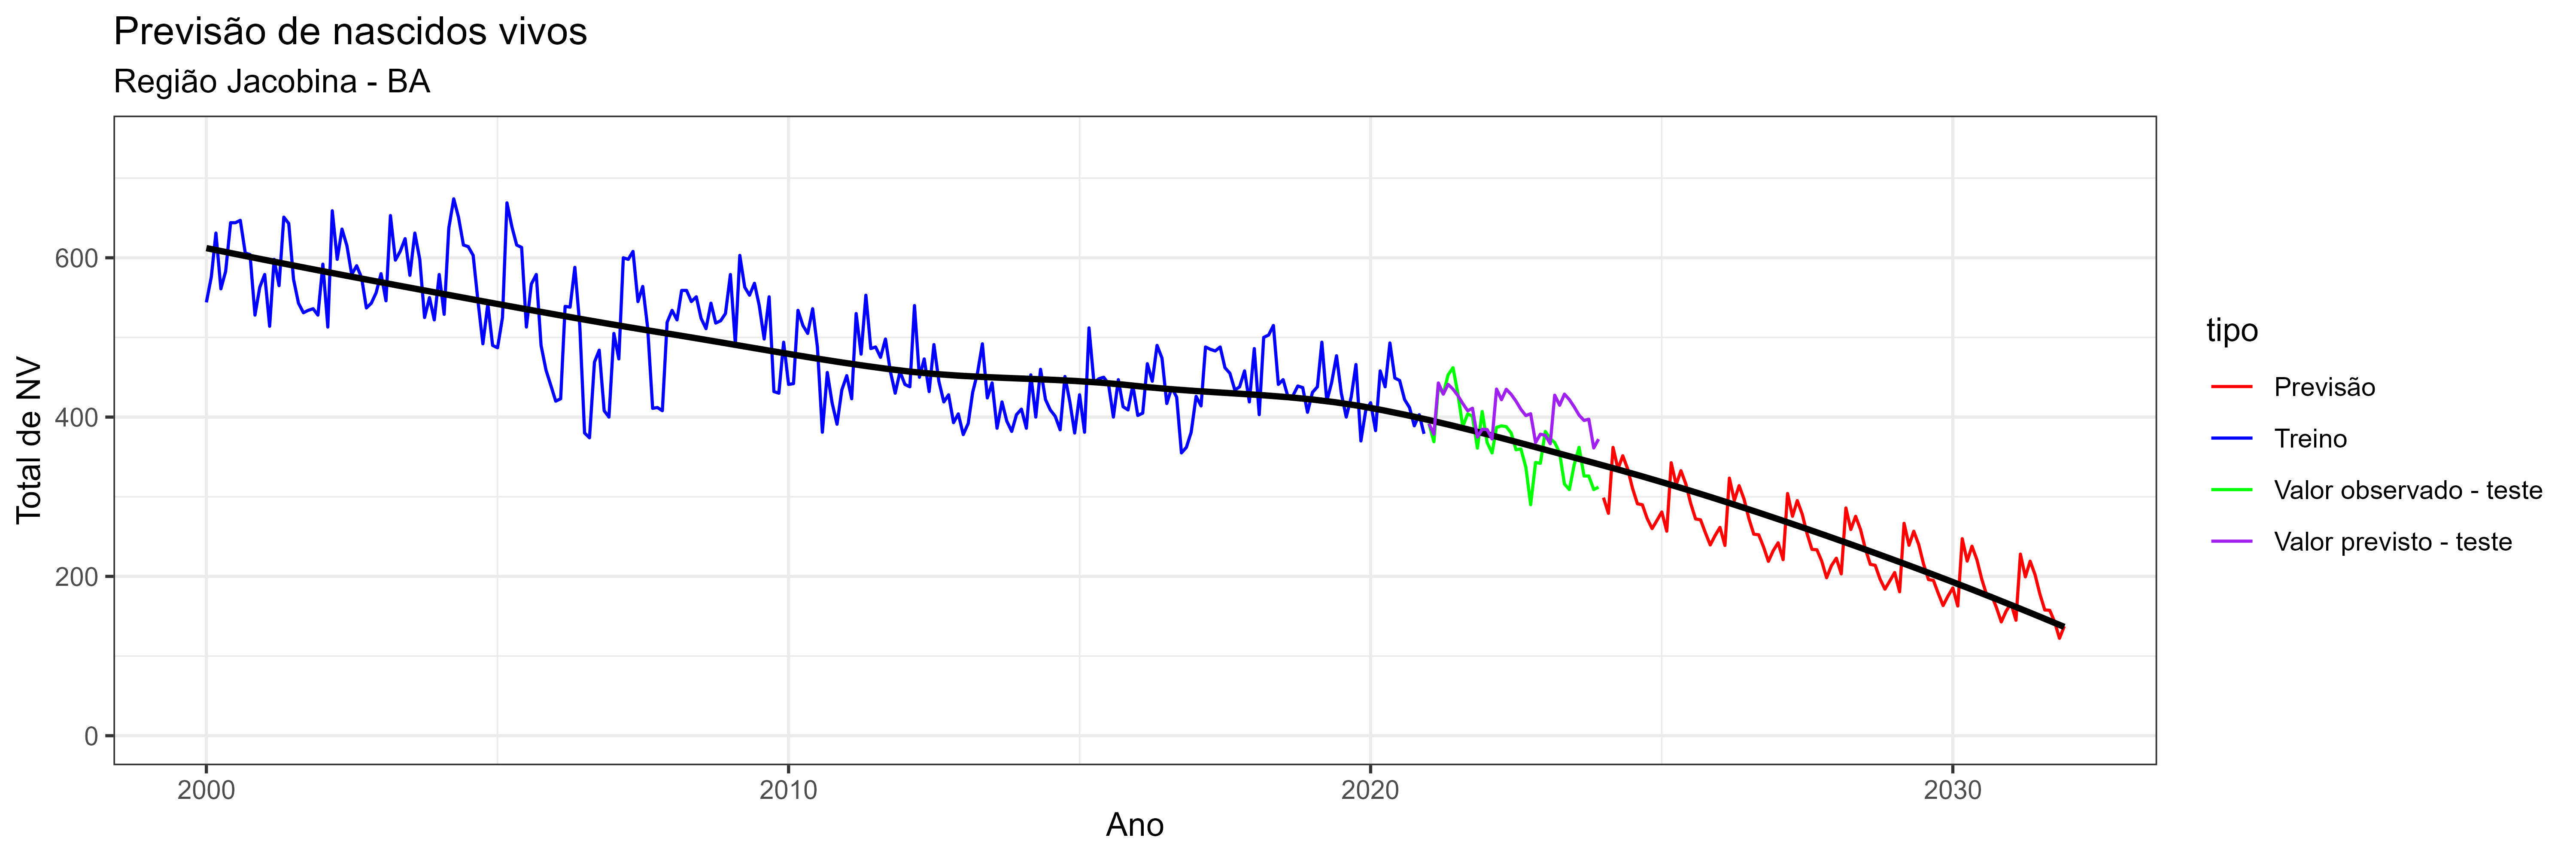 Previsão de nascidos vivos
Região Jacobina - BA
Total de NV
600
400
200
0
2000
2010
2020
2030
Ano
tipo
Previsão
Treino
Valor observado - teste
Valor previsto - teste